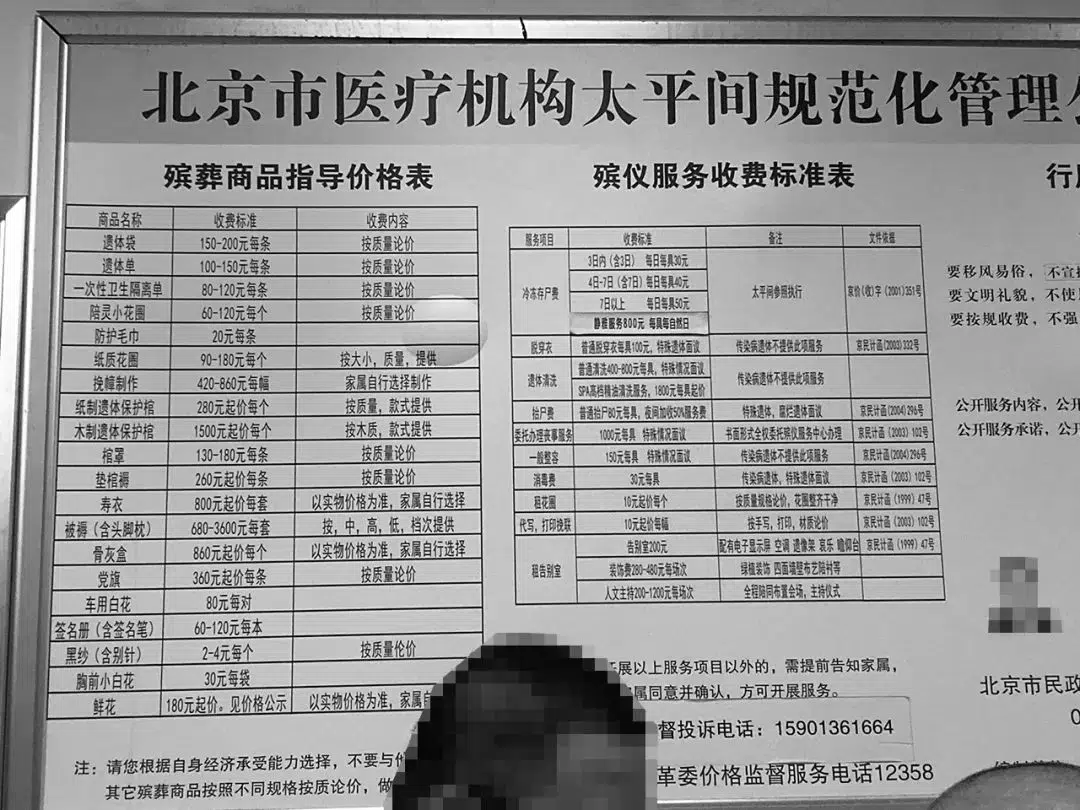 北京市医疗机构太平间规范化管理
殡葬商品指导价格表
商品名称 收费标准 收费内容
遗体袋 150-200元每条 按质量论价
遗体单 100-150元每条 按质量论价
一次性卫生隔离单 80-120元每条 按质量论价
陪灵小花圈 60-120元每个 按质量论价
防护毛巾 20元每条
纸质花圈 90-180元每个 按大小，质量，提供
挽幛制作 420-860元每幅 家属自行选择制作
纸制遗体保护棺 280元起价每个 按质量，款式提供
木制遗体保护棺 1500元起价每个 按木质，款式提供
棺罩 130-180元每条 按质量论价
垫棺褥 260元起价每条 按质量论价
寿衣 800元起价每套 以实物价格为准，家属自行选择
被褥（含头脚枕） 680-3600元每套 按，中，高，低，档次提供
骨灰盒 860元起价每个 以实物价格为准，家属自行选择
党旗 360元起价每条 按质量论价
车用白花 80元每对
签名册（含签名笔） 60-120元每本
黑纱（含别针） 2-4元每个 按质量伦价
胸前小白花 30元每袋
鲜花 180元起价。见价格公示 以实物价格为准，家属自
注：请您根据自身经济承受能力选择，不要与
其它殡葬商品按照不同规格按质论价，做
殡仪服务收费标准表
服务项目 收费标准 备注 文件依据
冷冻存尸费 3日内（含3日） 每日每具30元 太平间参照执行 京价(收)字（2001)351号
4日-7日（含7日）每日每具40元
7日以上 每日每具50元
静雅服务800元 每具每自然日
脱穿衣 普通脱穿衣每具100元，特殊遗体面议 传染病遗体不提供此项服务 京民计函(2003)332号
遗体清洗 普通清洗400-800元每具，特殊情况面议 传染病遗体不提供此项服务
SPA高档精油清洗服务，1800元每具起价
抬尸费 普通抬尸80元每具，夜间加收50%服务费 特殊遗体，腐烂遗体面议 京民计函(2004)296号
委托办理丧事服务 1000元每具 特殊情况面议 书面形式全权委托殡仪服务中心办理 京民计函（2003）102号
一般整容 150元每具 特殊情况面议 传染病遗体不提供此项服务 京民计函(2004)296号
消毒费 30元每具 传染病遗体，特殊遗体面议 京民计函（2003）102号
租花圈 10元起价每个 按质量规格论价，花圈整齐干净 京民计函（1999）47号
代写，打印挽联 10元起价每幅 按手写，打印，材质论价 京民计函（2003）102号
租告别室 告别室200元 配有电子显示屏 空调 遗像架 哀乐 瞻仰台 京民计函（1999）47号
装饰费280-480元每场次 绿植装饰 四面墙壁布艺陪衬等
人文主持200-1200元每场次 全程陪同布置会场，主持仪式
展以上服务项目以外的，需提前告知家属，
属同意并确认，方可开展服务。
督投诉电话：15901361664
革委价格监督服务电话12358
行
要移风易俗，不宜
要文明礼貌，不使
要按规收费，不强
公开服务内容，公
公开服务承诺，公
北京市民政